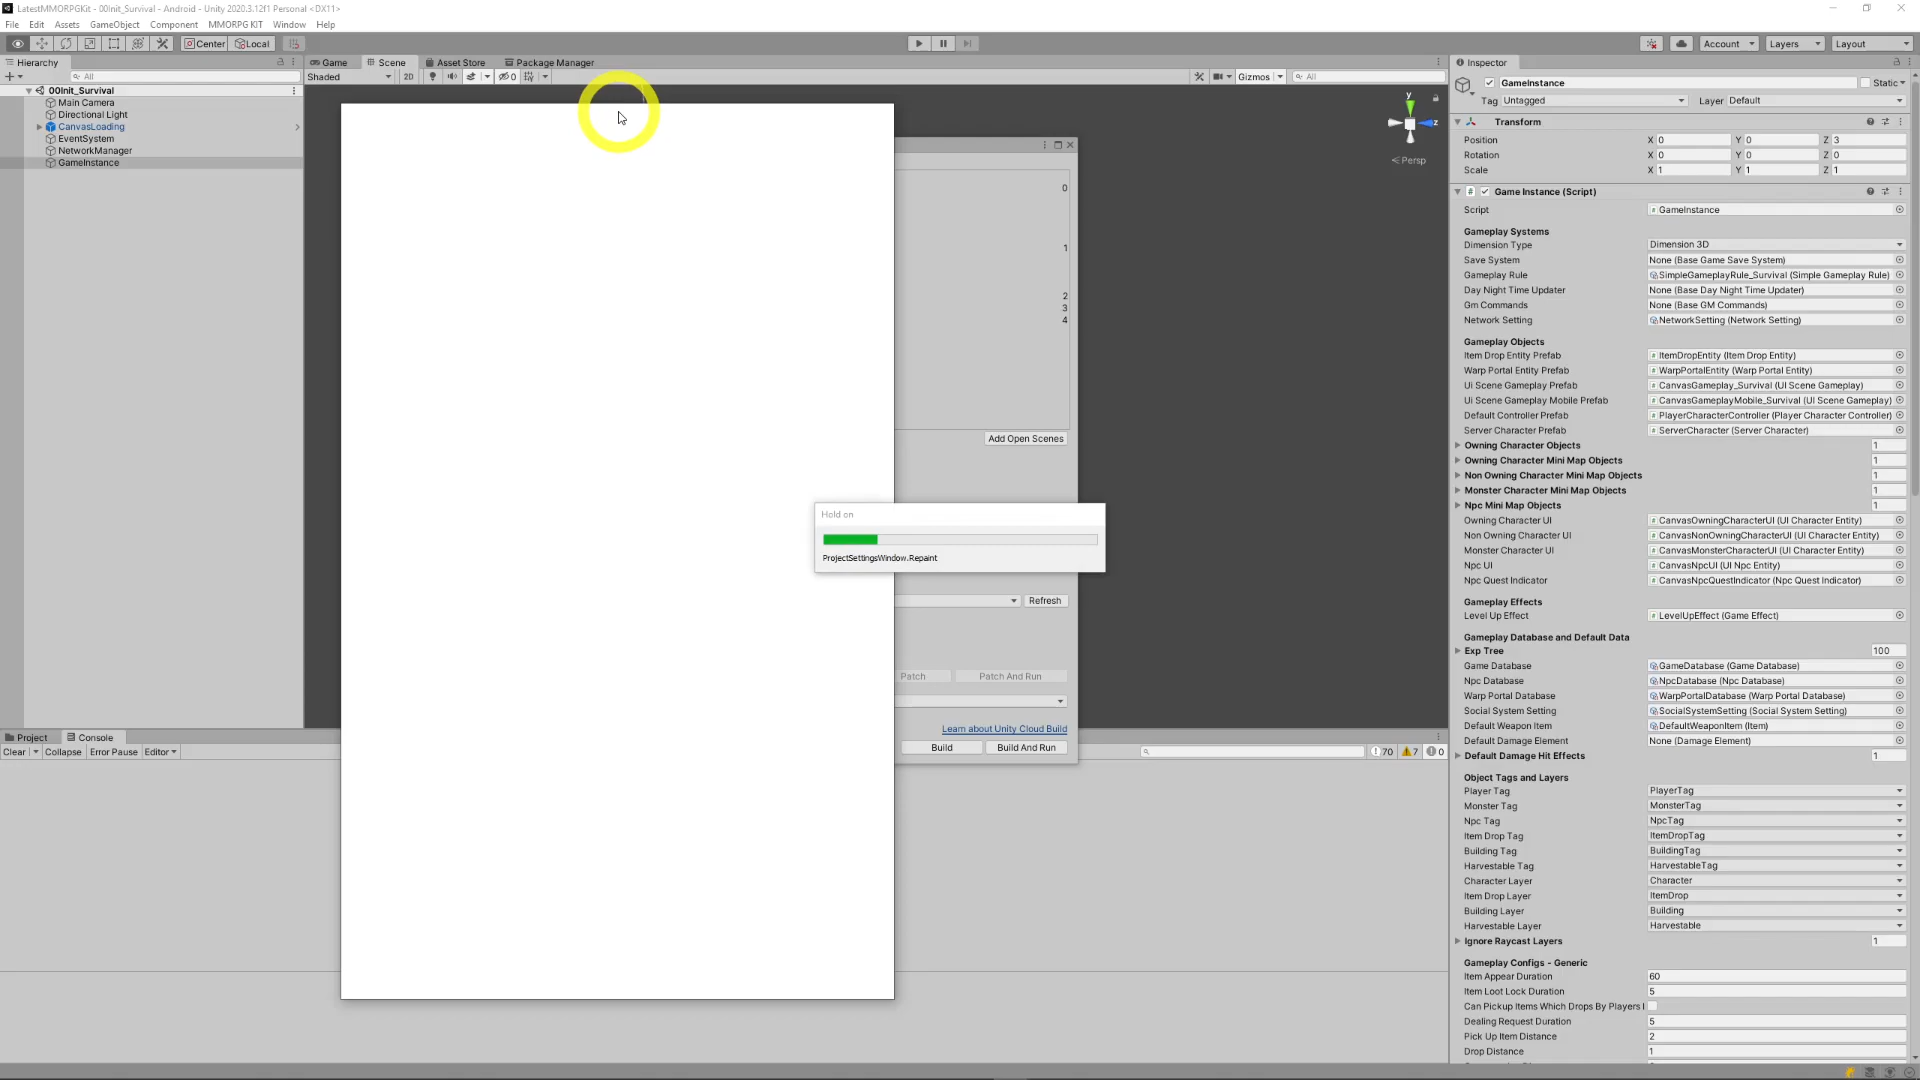 LatestMMORPGKit - 00Init_Survival - Android - Unity 2020.3.12f1 Personal <DX11>
File Edit Assets GameObject Component MMORPG KIT Window Help
Center Local Account Layers Layout
Hierarchy
All
00Init_Survival
Main Camera
Directional Light
CanvasLoading
EventSystem
NetworkManager
GameInstance
Game Scene Asset Store Package Manager
Shaded 2D 0 Gizmos All
y
z
Persp
0
1
2
3
4
Add Open Scenes
Hold on
ProjectSettingsWindow.Repaint
Refresh
Patch Patch And Run
Learn about Unity Cloud Build
Build Build And Run
Project Console
Clear Collapse Error Pause Editor 70 7 0
Inspector
GameInstance Static
Tag Untagged Layer Default
Transform
Position X 0 Y 0 Z 3
Rotation X 0 Y 0 Z 0
Scale X 1 Y 1 Z 1
Game Instance (Script)
Script GameInstance
Gameplay Systems
Dimension Type Dimension 3D
Save System None (Base Game Save System)
Gameplay Rule SimpleGameplayRule_Survival (Simple Gameplay Rule)
Day Night Time Updater None (Base Day Night Time Updater)
Gm Commands None (Base GM Commands)
Network Setting NetworkSetting (Network Setting)
Gameplay Objects
Item Drop Entity Prefab ItemDropEntity (Item Drop Entity)
Warp Portal Entity Prefab WarpPortalEntity (Warp Portal Entity)
Ui Scene Gameplay Prefab CanvasGameplay_Survival (UI Scene Gameplay)
Ui Scene Gameplay Mobile Prefab CanvasGameplayMobile_Survival (UI Scene Gameplay)
Default Controller Prefab PlayerCharacterController (Player Character Controller)
Server Character Prefab ServerCharacter (Server Character)
Owning Character Objects 1
Owning Character Mini Map Objects 1
Non Owning Character Mini Map Objects 1
Monster Character Mini Map Objects 1
Npc Mini Map Objects 1
Owning Character UI CanvasOwningCharacterUI (UI Character Entity)
Non Owning Character UI CanvasNonOwningCharacterUI (UI Character Entity)
Monster Character UI CanvasMonsterCharacterUI (UI Character Entity)
Npc UI CanvasNpcUI (UI Npc Entity)
Npc Quest Indicator CanvasNpcQuestIndicator (Npc Quest Indicator)
Gameplay Effects
Level Up Effect LevelUpEffect (Game Effect)
Gameplay Database and Default Data
Exp Tree 100
Game Database GameDatabase (Game Database)
Npc Database NpcDatabase (Npc Database)
Warp Portal Database WarpPortalDatabase (Warp Portal Database)
Social System Setting SocialSystemSetting (Social System Setting)
Default Weapon Item DefaultWeaponItem (Item)
Default Damage Element None (Damage Element)
Default Damage Hit Effects 1
Object Tags and Layers
Player Tag PlayerTag
Monster Tag MonsterTag
Npc Tag NpcTag
Item Drop Tag ItemDropTag
Building Tag BuildingTag
Harvestable Tag HarvestableTag
Character Layer Character
Item Drop Layer ItemDrop
Building Layer Building
Harvestable Layer Harvestable
Ignore Raycast Layers 1
Gameplay Configs - Generic
Item Appear Duration 60
Item Loot Lock Duration 5
Can Pickup Items Which Drops By Players
Dealing Request Duration 5
Pick Up Item Distance 2
Drop Distance 1